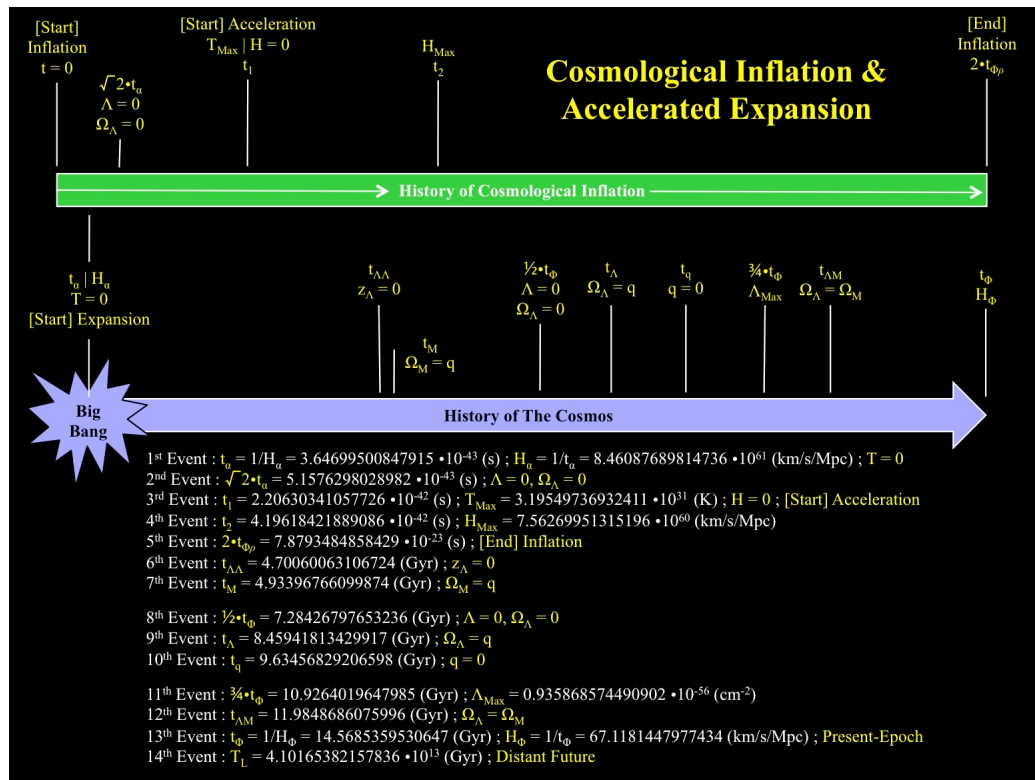 [Start]
Inflation
t = 0
√2•tα
Λ = 0
ΩΛ = 0
[Start] Acceleration
TMax | H = 0
t1
HMax
t2
Cosmological Inflation &
Accelerated Expansion
[End]
Inflation
2•tΦρ
History of Cosmological Inflation
tα | Hα
T = 0
[Start] Expansion
tΛΛ
zΛ = 0
tM
ΩM = q
½•tΦ
Λ = 0
ΩΛ = 0
tΛ
ΩΛ = q
tq
q = 0
¾•tΦ
ΛMax
tΛM
ΩΛ = ΩM
tΦ
HΦ
Big
Bang
History of The Cosmos
1st Event : tα = 1/Hα = 3.64699500847915 •10-43 (s) ; Hα = 1/tα = 8.46087689814736 •1061 (km/s/Mpc) ; T = 0
2nd Event : √2•tα = 5.1576298028982 •10-43 (s) ; Λ = 0, ΩΛ = 0
3rd Event : t1 = 2.20630341057726 •10-42 (s) ; TMax = 3.19549736932411 •1031 (K) ; H = 0 ; [Start] Acceleration
4th Event : t2 = 4.19618421889086 •10-42 (s) ; HMax = 7.56269951315196 •1060 (km/s/Mpc)
5th Event : 2•tΦρ = 7.8793484858429 •10-23 (s) ; [End] Inflation
6th Event : tΛΛ = 4.70060063106724 (Gyr) ; zΛ = 0
7th Event : tM = 4.93396766099874 (Gyr) ; ΩM = q
8th Event : ½•tΦ = 7.28426797653236 (Gyr) ; Λ = 0, ΩΛ = 0
9th Event : tΛ = 8.45941813429917 (Gyr) ; ΩΛ = q
10th Event : tq = 9.63456829206598 (Gyr) ; q = 0
11th Event : ¾•tΦ = 10.9264019647985 (Gyr) ; ΛMax = 0.935868574490902 •10-56 (cm-2)
12th Event : tΛM = 11.9848686075996 (Gyr) ; ΩΛ = ΩM
13th Event : tΦ = 1/HΦ = 14.5685359530647 (Gyr) ; HΦ = 1/tΦ = 67.1181447977434 (km/s/Mpc) ; Present-Epoch
14th Event : TL = 4.10165382157836 •1013 (Gyr) ; Distant Future